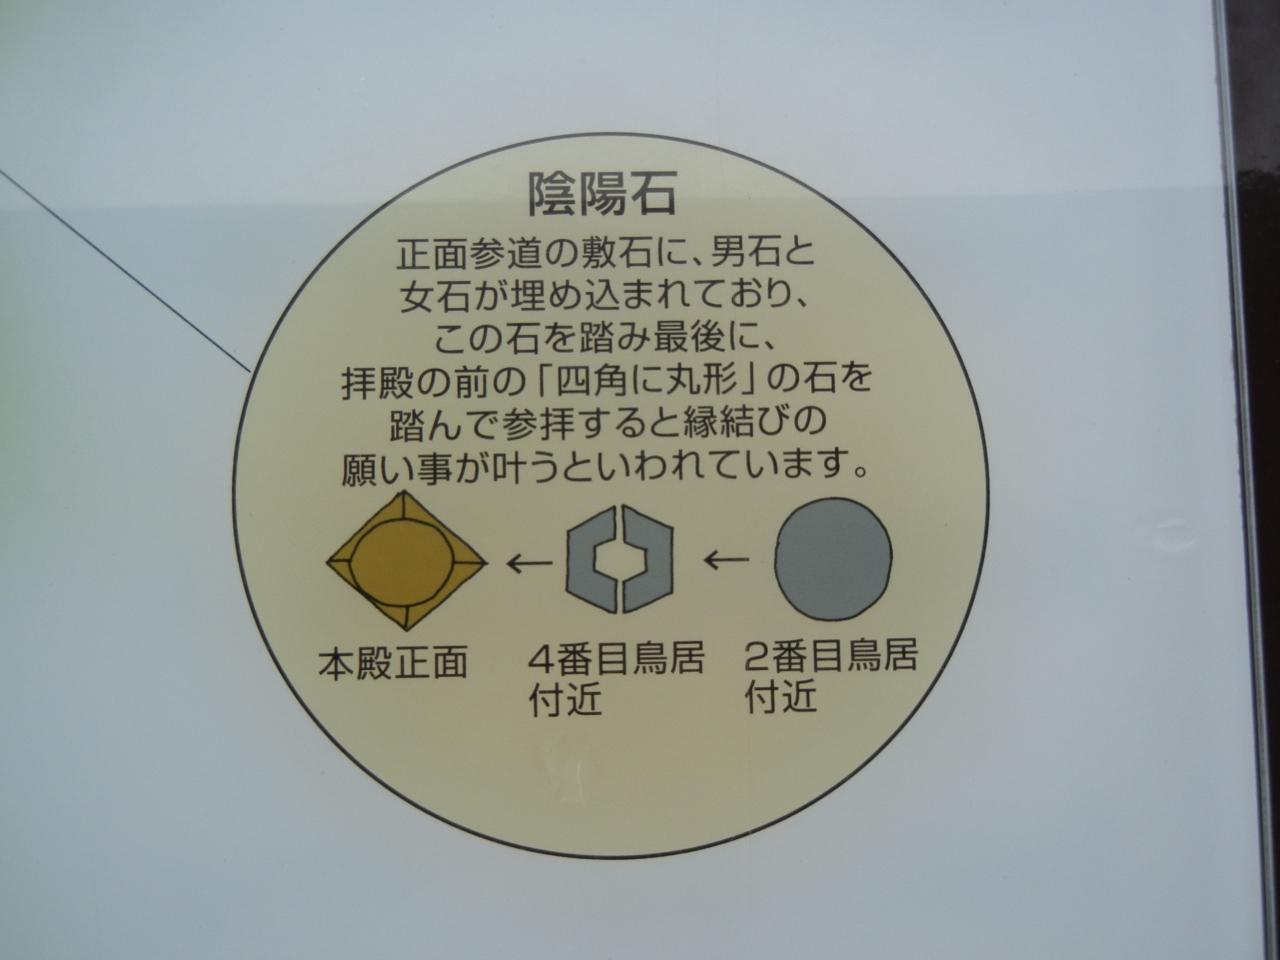 陰陽石
正面参道の敷石に、男石と
女石が埋め込まれており、
この石を踏み最後に、
拝殿の前の「四角に丸形」の石を
踏んで参拝すると縁結びの
願い事が叶うといわれています。
←
←
本殿正面
4番目鳥居
付近
2番目鳥居
付近